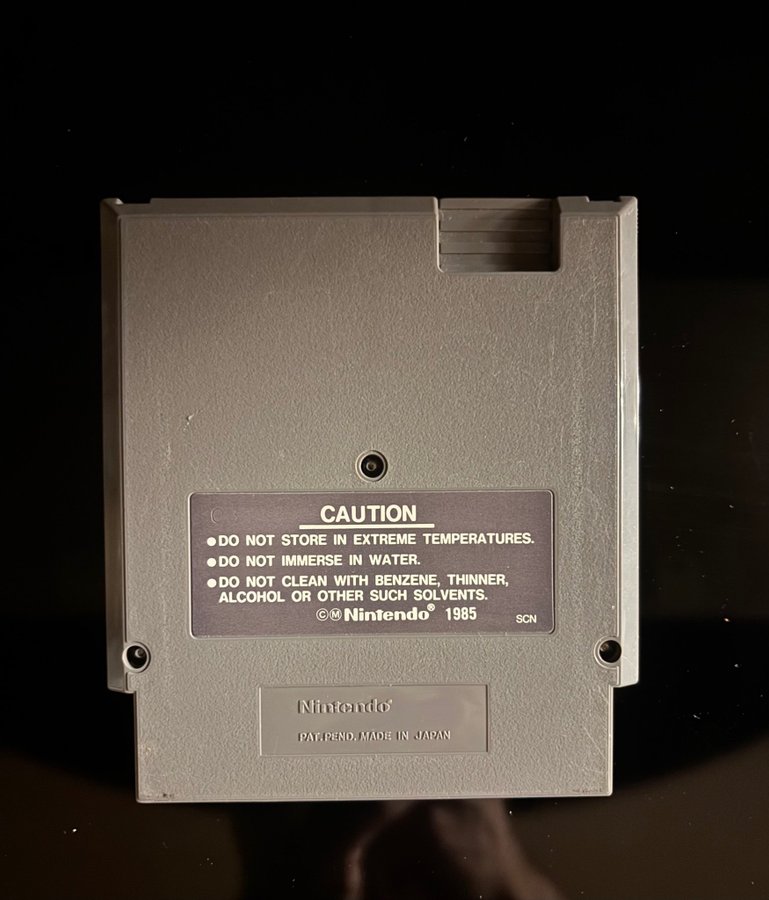 CAUTION
●DO NOT STORE IN EXTREME TEMPERATURES.
●DO NOT IMMERSE IN WATER.
●DO NOT CLEAN WITH BENZENE, THINNER,
ALCOHOL OR OTHER SUCH SOLVENTS.
©Ⓜ Nintendo® 1985 SCN
Nintendo®
PAT. PEND. MADE IN JAPAN